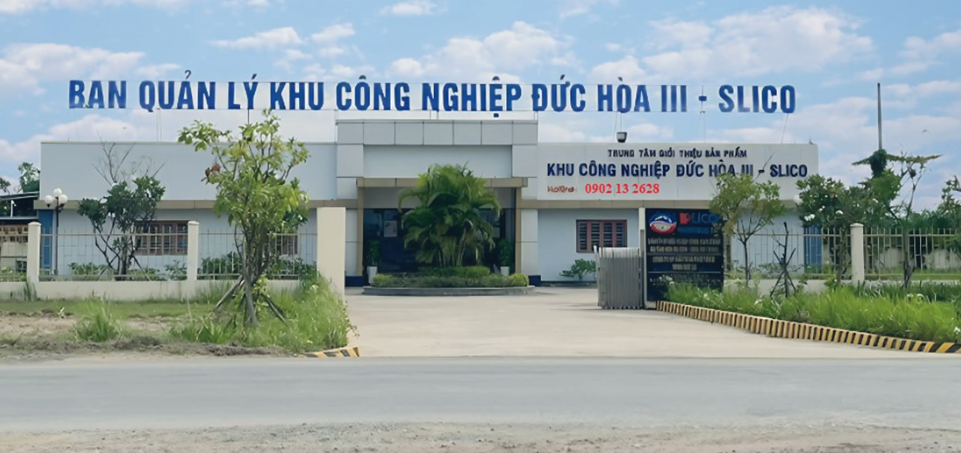 BAN QUẢN LÝ KHU CÔNG NGHIỆP ĐỨC HÒA III - SLICO
TRUNG TÂM GIỚI THIỆU SẢN PHẨM
KHU CÔNG NGHIỆP ĐỨC HÒA III - SLICO
Hotline: 0902 13 2628